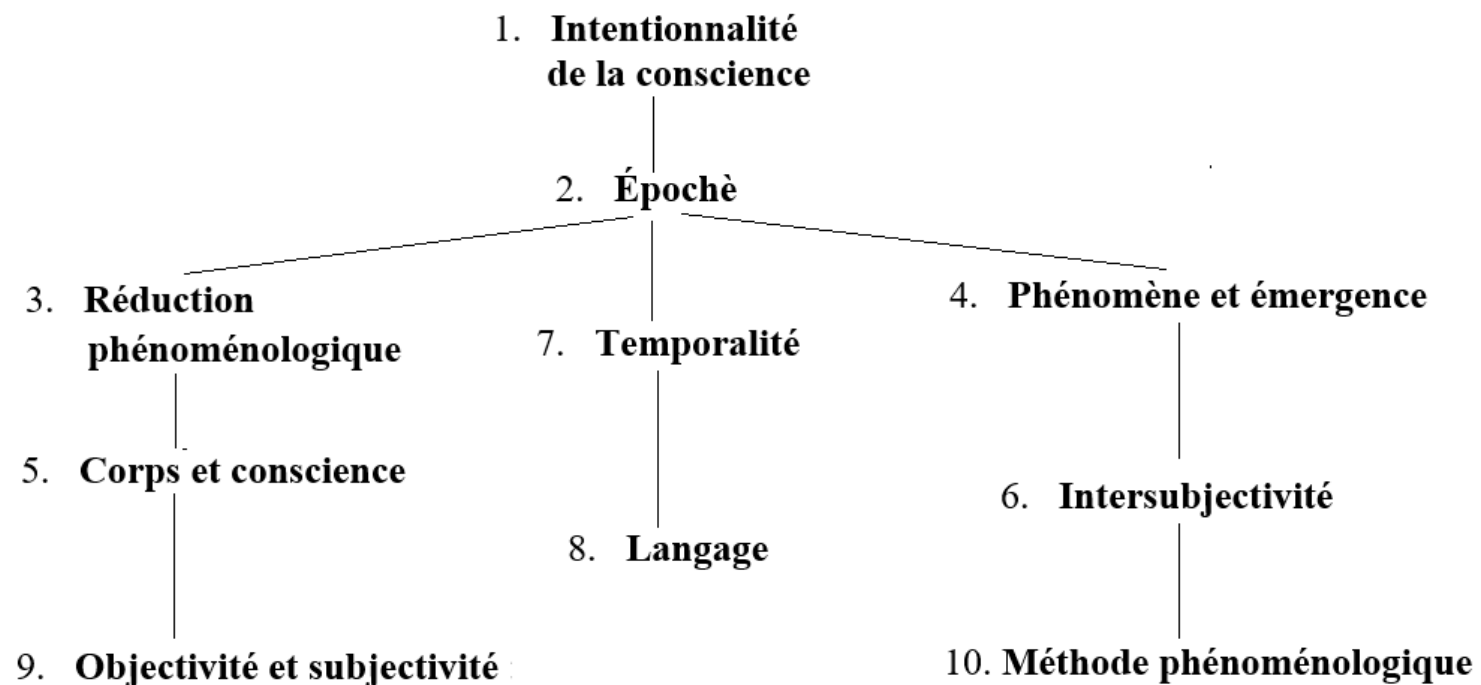 1. Intentionnalité
de la conscience
2. Épochè
3. Réduction
phénoménologique
4. Phénomène et émergence
7. Temporalité
5. Corps et conscience
6. Intersubjectivité
8. Langage
9. Objectivité et subjectivité
10. Méthode phénoménologique